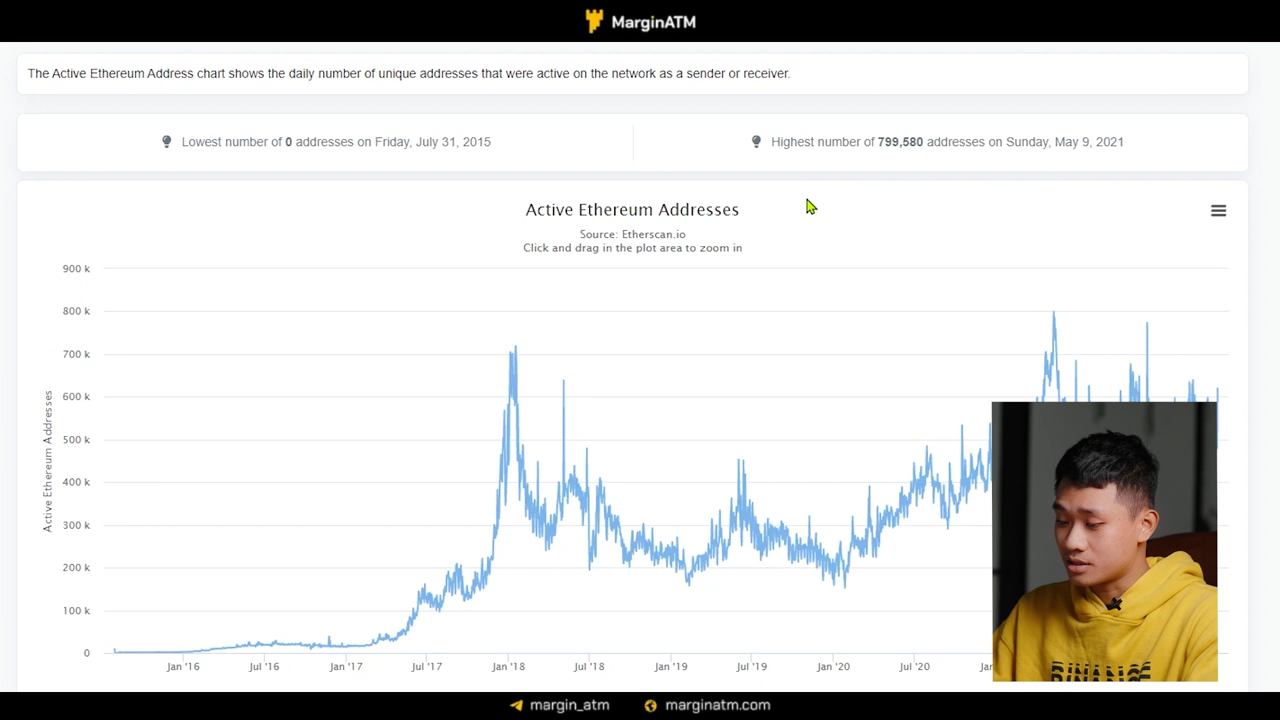 MarginATM
The Active Ethereum Address chart shows the daily number of unique addresses that were active on the network as a sender or receiver.
Lowest number of 0 addresses on Friday, July 31, 2015
Highest number of 799,580 addresses on Sunday, May 9, 2021
Active Ethereum Addresses
Source: Etherscan.io
Click and drag in the plot area to zoom in
900 k
800 k
700 k
600 k
500 k
400 k
300 k
200 k
100 k
0
Active Ethereum Addresses
Jan '16
Jul '16
Jan '17
Jul '17
Jan '18
Jul '18
Jan '19
Jul '19
Jan '20
Jul '20
BINANCE
margin_atm
marginatm.com